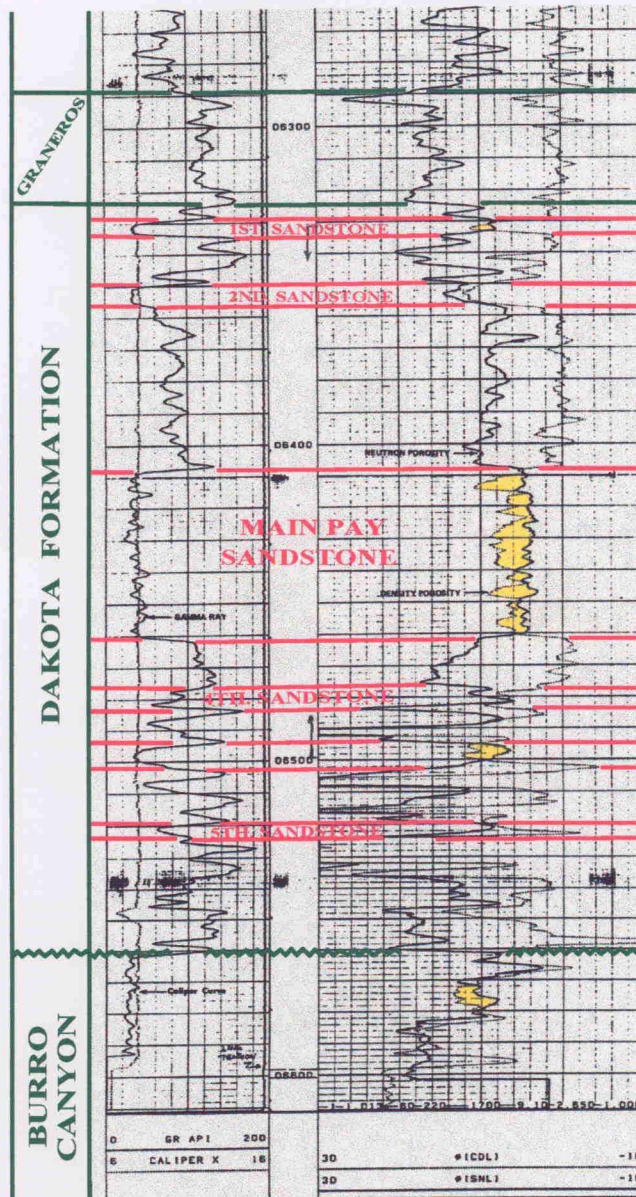 GRANEROS
06300
1ST SANDSTONE
2ND. SANDSTONE
DAKOTA FORMATION
06400
NEUTRON POROSITY
MAIN PAY
SANDSTONE
DENSITY POROSITY
GAMMA RAY
4TH. SANDSTONE
06500
5TH. SANDSTONE
Caliper Curve
BURRO
CANYON
06600
0 GR API 200
6 CALIPER X 16
30 φ(CDL) -10
30 φ(SNL) -10